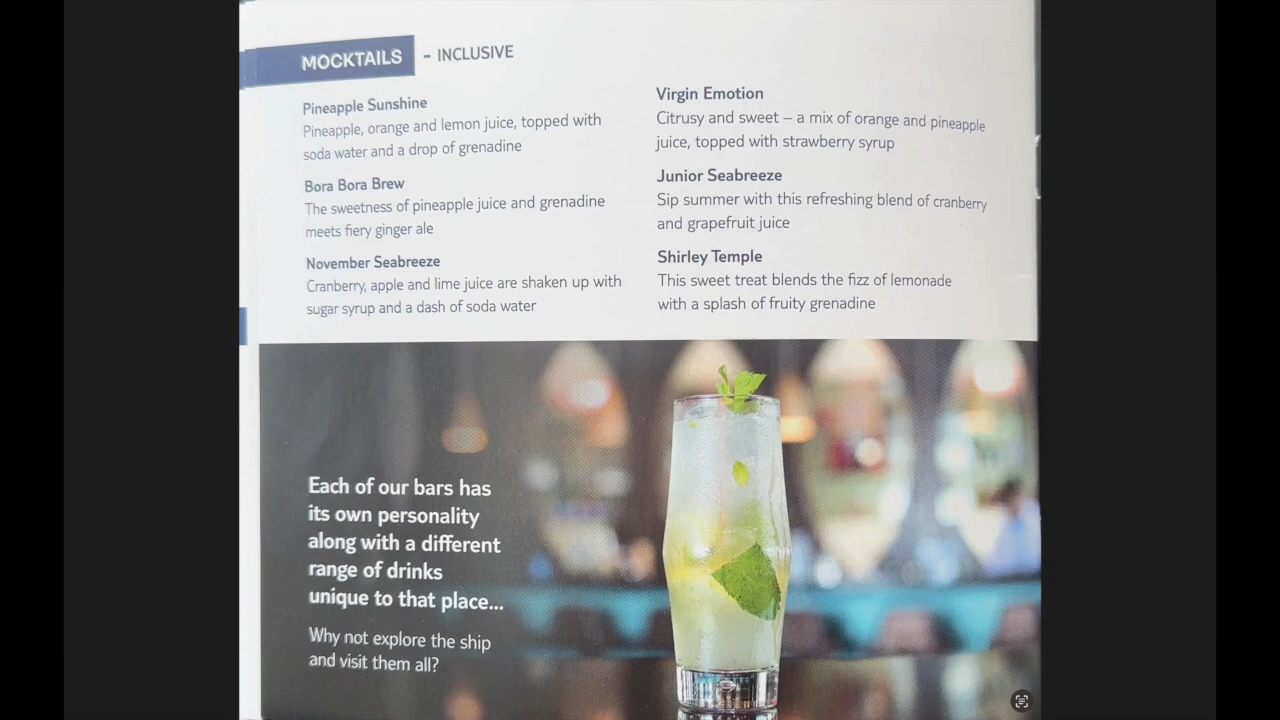 MOCKTAILS - INCLUSIVE
Pineapple Sunshine
Pineapple, orange and lemon juice, topped with
soda water and a drop of grenadine
Bora Bora Brew
The sweetness of pineapple juice and grenadine
meets fiery ginger ale
November Seabreeze
Cranberry, apple and lime juice are shaken up with
sugar syrup and a dash of soda water
Virgin Emotion
Citrusy and sweet – a mix of orange and pineapple
juice, topped with strawberry syrup
Junior Seabreeze
Sip summer with this refreshing blend of cranberry
and grapefruit juice
Shirley Temple
This sweet treat blends the fizz of lemonade
with a splash of fruity grenadine
Each of our bars has
its own personality
along with a different
range of drinks
unique to that place...
Why not explore the ship
and visit them all?